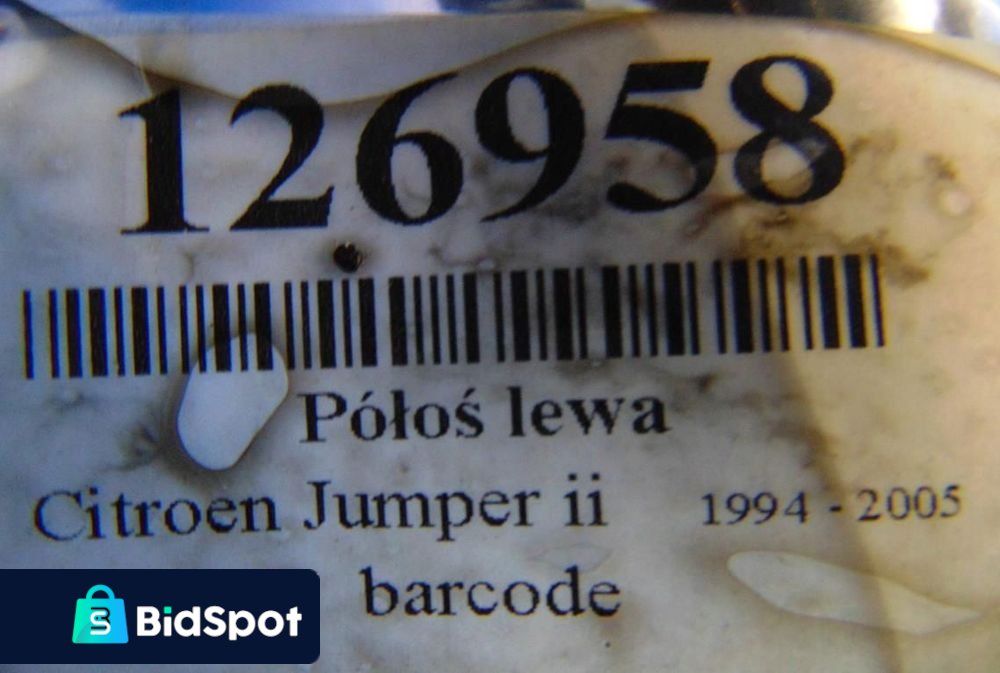 126958
Półoś lewa
Citroen Jumper ii 1994 - 2005
barcode
BidSpot